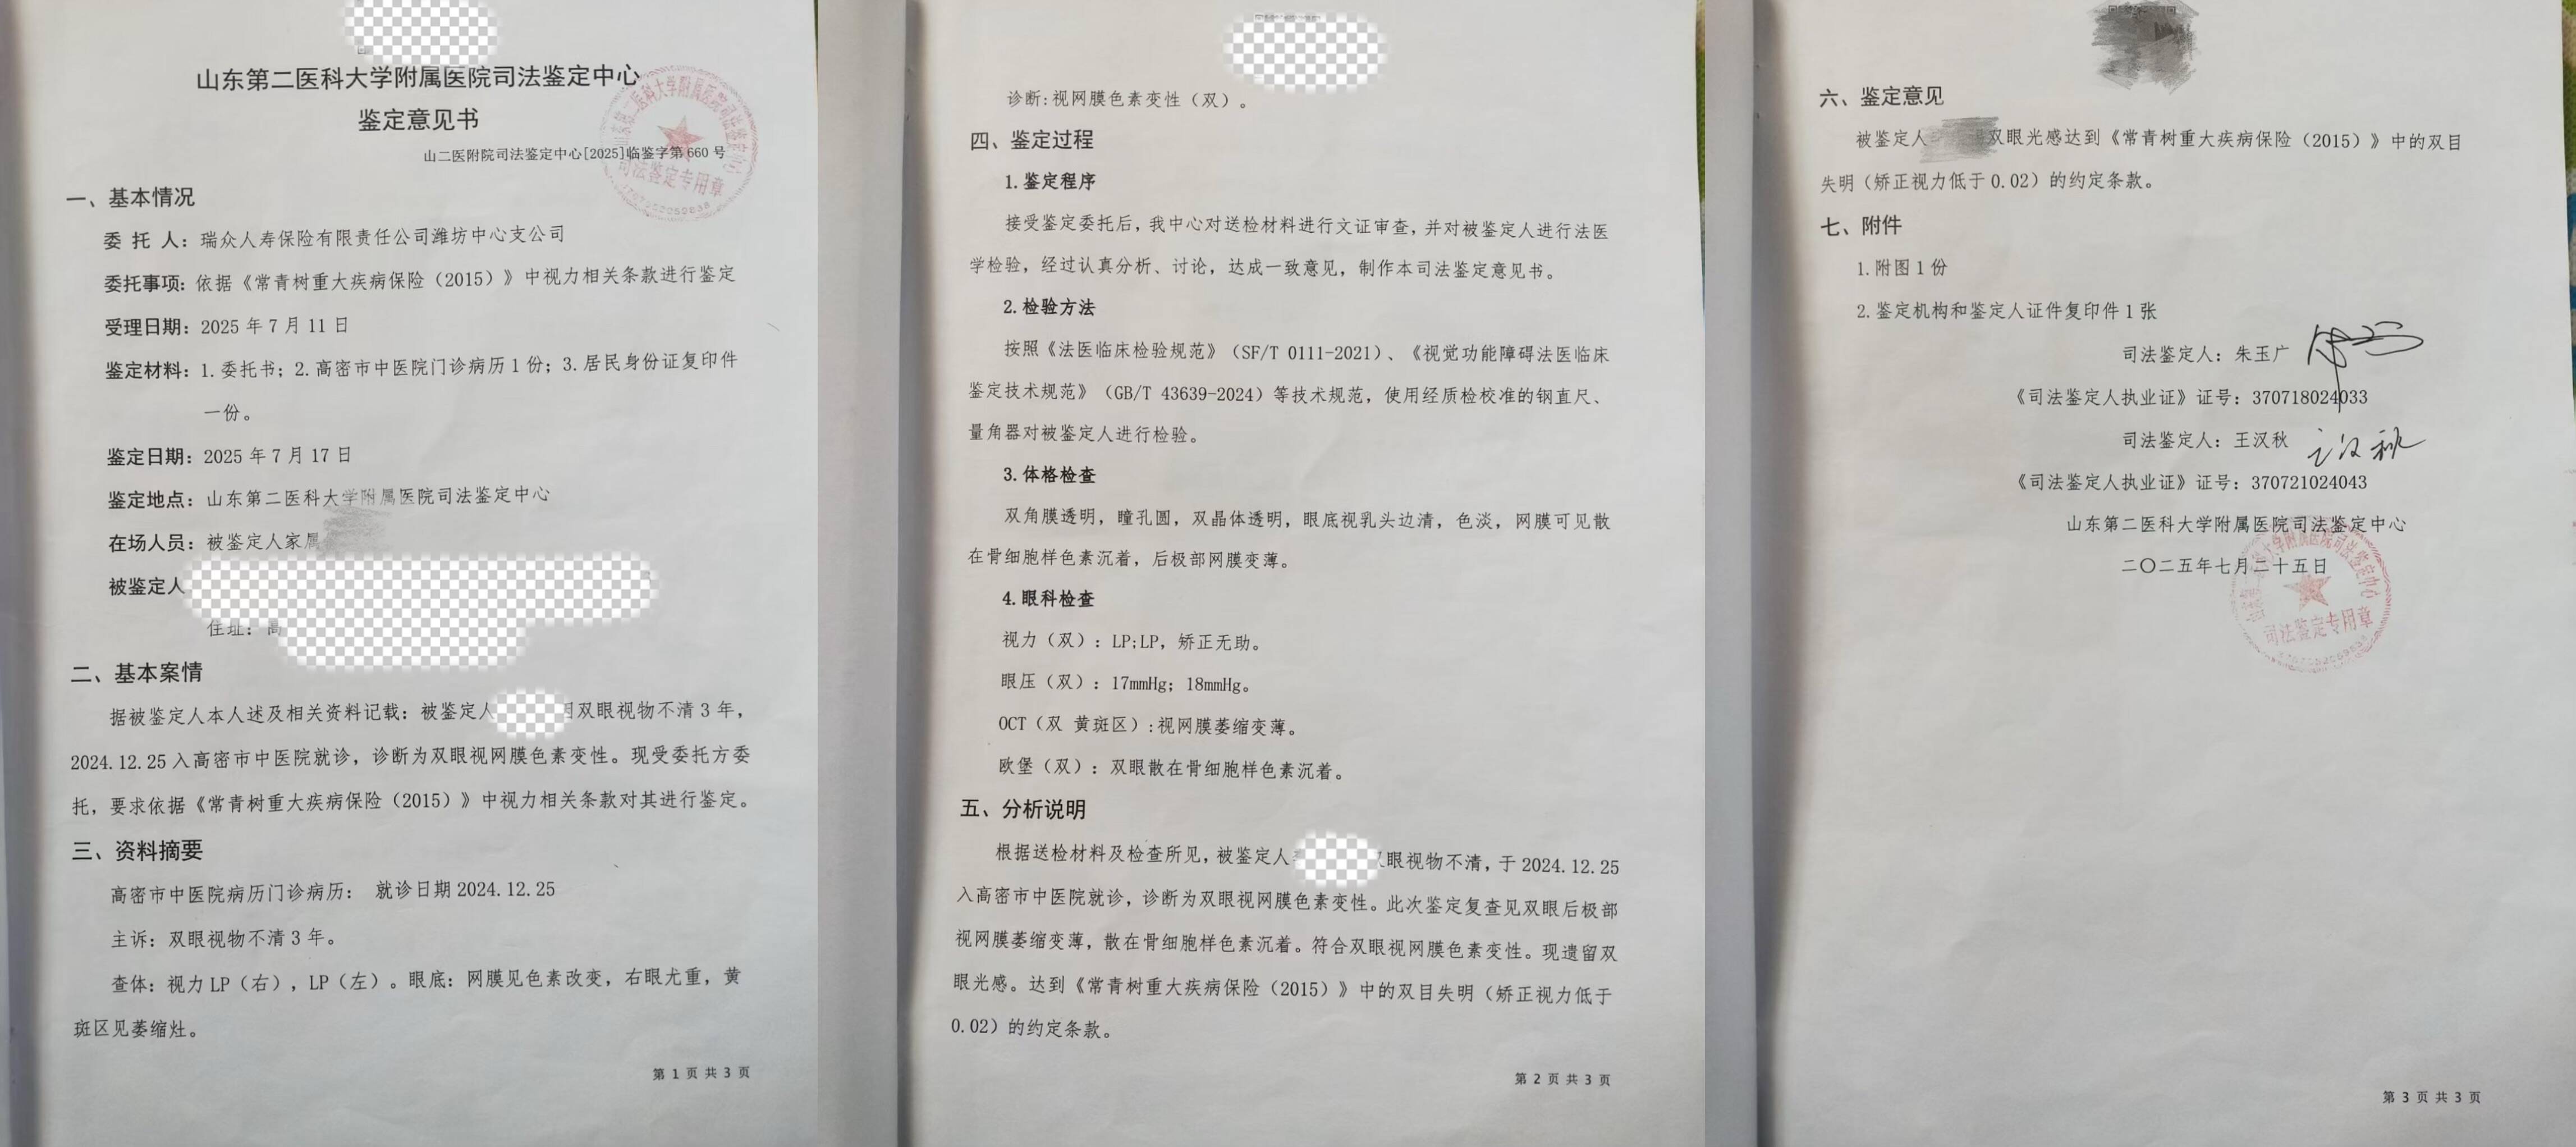 山东第二医科大学附属医院司法鉴定中心
鉴定意见书
山二医附院司法鉴定中心[2025]临鉴字第660号
一、基本情况
委 托 人：瑞众人寿保险有限责任公司潍坊中心支公司
委托事项：依据《常青树重大疾病保险（2015）》中视力相关条款进行鉴定
受理日期：2025年7月11日
鉴定材料：1.委托书；2.高密市中医院门诊病历1份；3.居民身份证复印件
一份。
鉴定日期：2025年7月17日
鉴定地点：山东第二医科大学附属医院司法鉴定中心
在场人员：被鉴定人家属
被鉴定人
住址：高
二、基本案情
据被鉴定人本人述及相关资料记载：被鉴定人 因双眼视物不清3年，
2024.12.25入高密市中医院就诊，诊断为双眼视网膜色素变性。现受委托方委
托，要求依据《常青树重大疾病保险（2015）》中视力相关条款对其进行鉴定。
三、资料摘要
高密市中医院病历门诊病历： 就诊日期2024.12.25
主诉：双眼视物不清3年。
查体：视力LP（右），LP（左）。眼底：网膜见色素改变，右眼尤重，黄
斑区见萎缩灶。
第 1 页 共 3 页
诊断:视网膜色素变性（双）。
四、鉴定过程
1.鉴定程序
接受鉴定委托后，我中心对送检材料进行文证审查，并对被鉴定人进行法医
学检验，经过认真分析、讨论，达成一致意见，制作本司法鉴定意见书。
2.检验方法
按照《法医临床检验规范》（SF/T 0111-2021）、《视觉功能障碍法医临床
鉴定技术规范》（GB/T 43639-2024）等技术规范，使用经质检校准的钢直尺、
量角器对被鉴定人进行检验。
3.体格检查
双角膜透明，瞳孔圆，双晶体透明，眼底视乳头边清，色淡，网膜可见散
在骨细胞样色素沉着，后极部网膜变薄。
4.眼科检查
视力（双）：LP;LP，矫正无助。
眼压（双）：17mmHg；18mmHg。
OCT（双 黄斑区）:视网膜萎缩变薄。
欧堡（双）：双眼散在骨细胞样色素沉着。
五、分析说明
根据送检材料及检查所见，被鉴定人 眼视物不清，于2024.12.25
入高密市中医院就诊，诊断为双眼视网膜色素变性。此次鉴定复查见双眼后极部
视网膜萎缩变薄，散在骨细胞样色素沉着。符合双眼视网膜色素变性。现遗留双
眼光感。达到《常青树重大疾病保险（2015）》中的双目失明（矫正视力低于
0.02）的约定条款。
第 2 页 共 3 页
六、鉴定意见
被鉴定人 双眼光感达到《常青树重大疾病保险（2015）》中的双目
失明（矫正视力低于0.02）的约定条款。
七、附件
1.附图1份
2.鉴定机构和鉴定人证件复印件1张
司法鉴定人：朱玉广
《司法鉴定人执业证》证号：370718024033
司法鉴定人：王汉秋 王汉秋
《司法鉴定人执业证》证号：370721024043
山东第二医科大学附属医院司法鉴定中心
二〇二五年七月二十五日
司法鉴定专用章
第 3 页 共 3 页